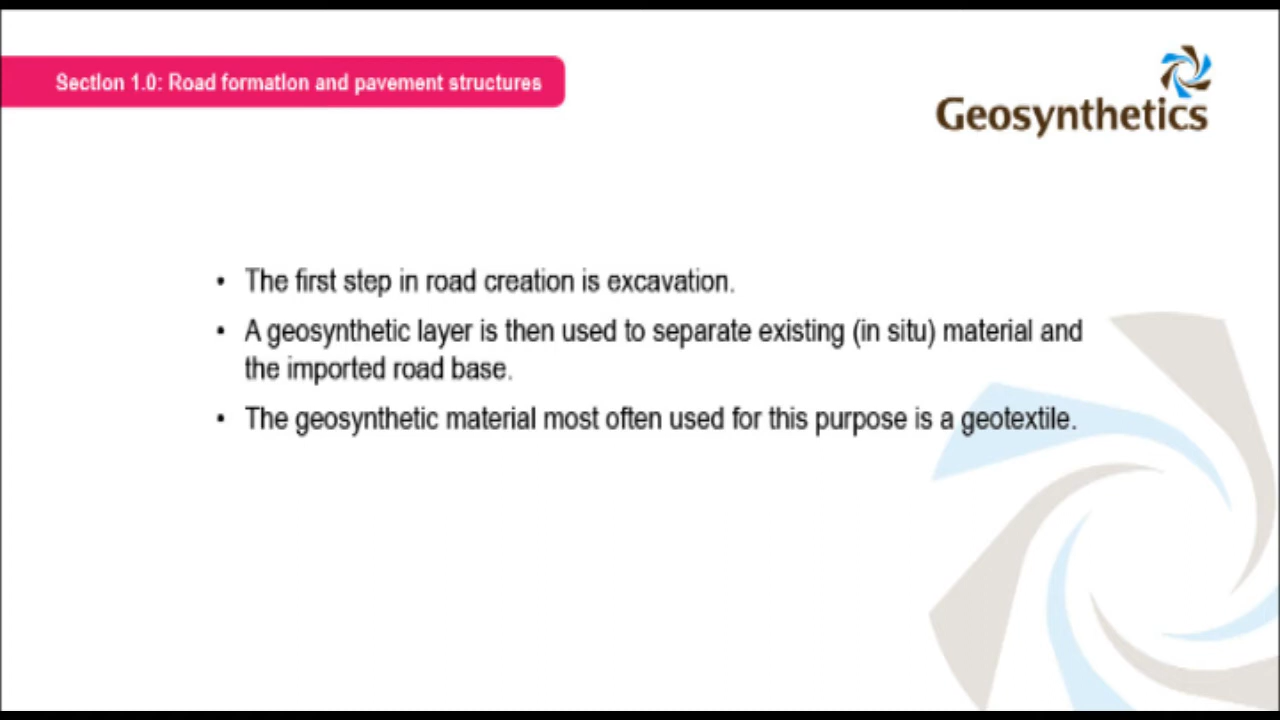 Section 1.0: Road formation and pavement structures
Geosynthetics
• The first step in road creation is excavation.
• A geosynthetic layer is then used to separate existing (in situ) material and
the imported road base.
• The geosynthetic material most often used for this purpose is a geotextile.